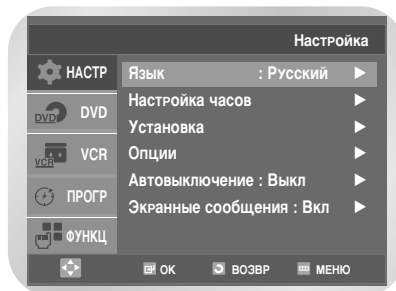 Настройка
НАСТР
Язык : Русский ►
DVD DVD
Настройка часов ►
Установка ►
VCR VCR
Опции ►
Автовыключение : Выкл ►
ПРОГР
Экранные сообщения : Вкл ►
ФУНКЦ
ОК ВОЗВР МЕНЮ